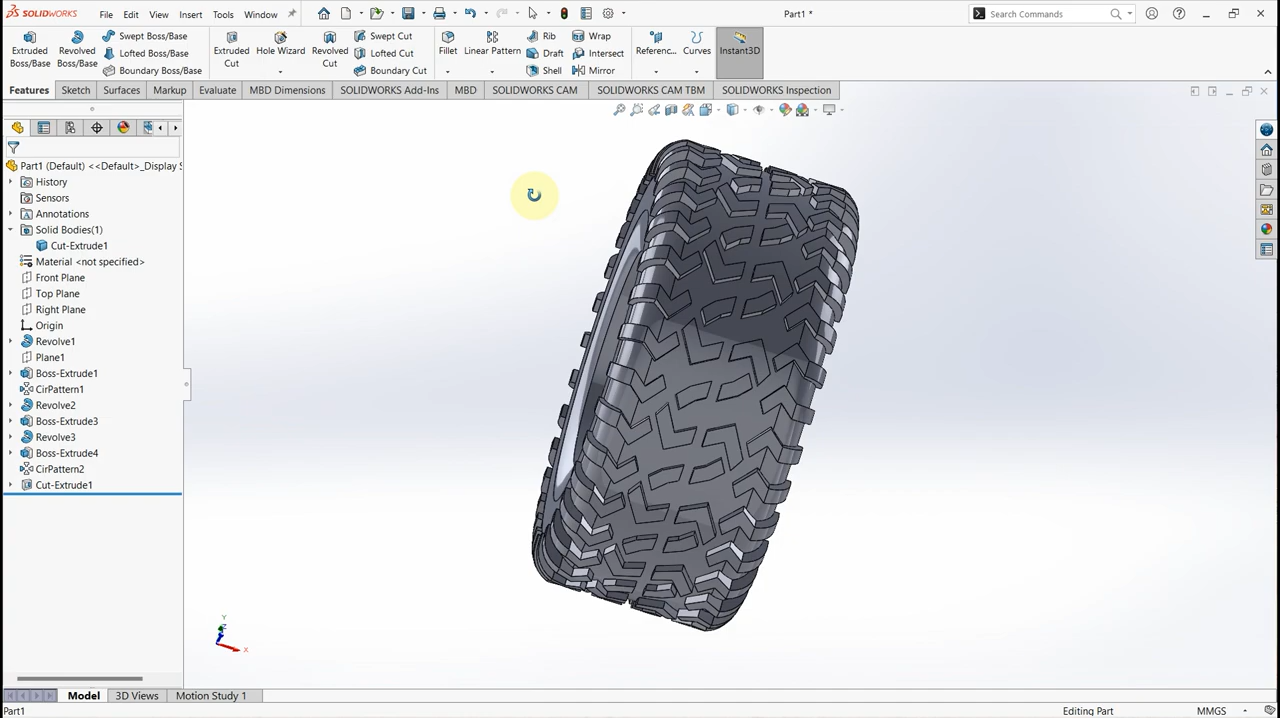 SOLIDWORKS File Edit View Insert Tools Window Part1 * Search Commands
Extruded Boss/Base
Revolved Boss/Base
Swept Boss/Base
Lofted Boss/Base
Boundary Boss/Base
Extruded Cut
Hole Wizard
Revolved Cut
Swept Cut
Lofted Cut
Boundary Cut
Fillet
Linear Pattern
Rib
Draft
Shell
Wrap
Intersect
Mirror
Referenc...
Curves
Instant3D
Features Sketch Surfaces Markup Evaluate MBD Dimensions SOLIDWORKS Add-Ins MBD SOLIDWORKS CAM SOLIDWORKS CAM TBM SOLIDWORKS Inspection
Part1 (Default) <<Default>_Display S
History
Sensors
Annotations
Solid Bodies(1)
Cut-Extrude1
Material <not specified>
Front Plane
Top Plane
Right Plane
Origin
Revolve1
Plane1
Boss-Extrude1
CirPattern1
Revolve2
Boss-Extrude3
Revolve3
Boss-Extrude4
CirPattern2
Cut-Extrude1
Y
Z
X
Model 3D Views Motion Study 1
Part1 Editing Part MMGS